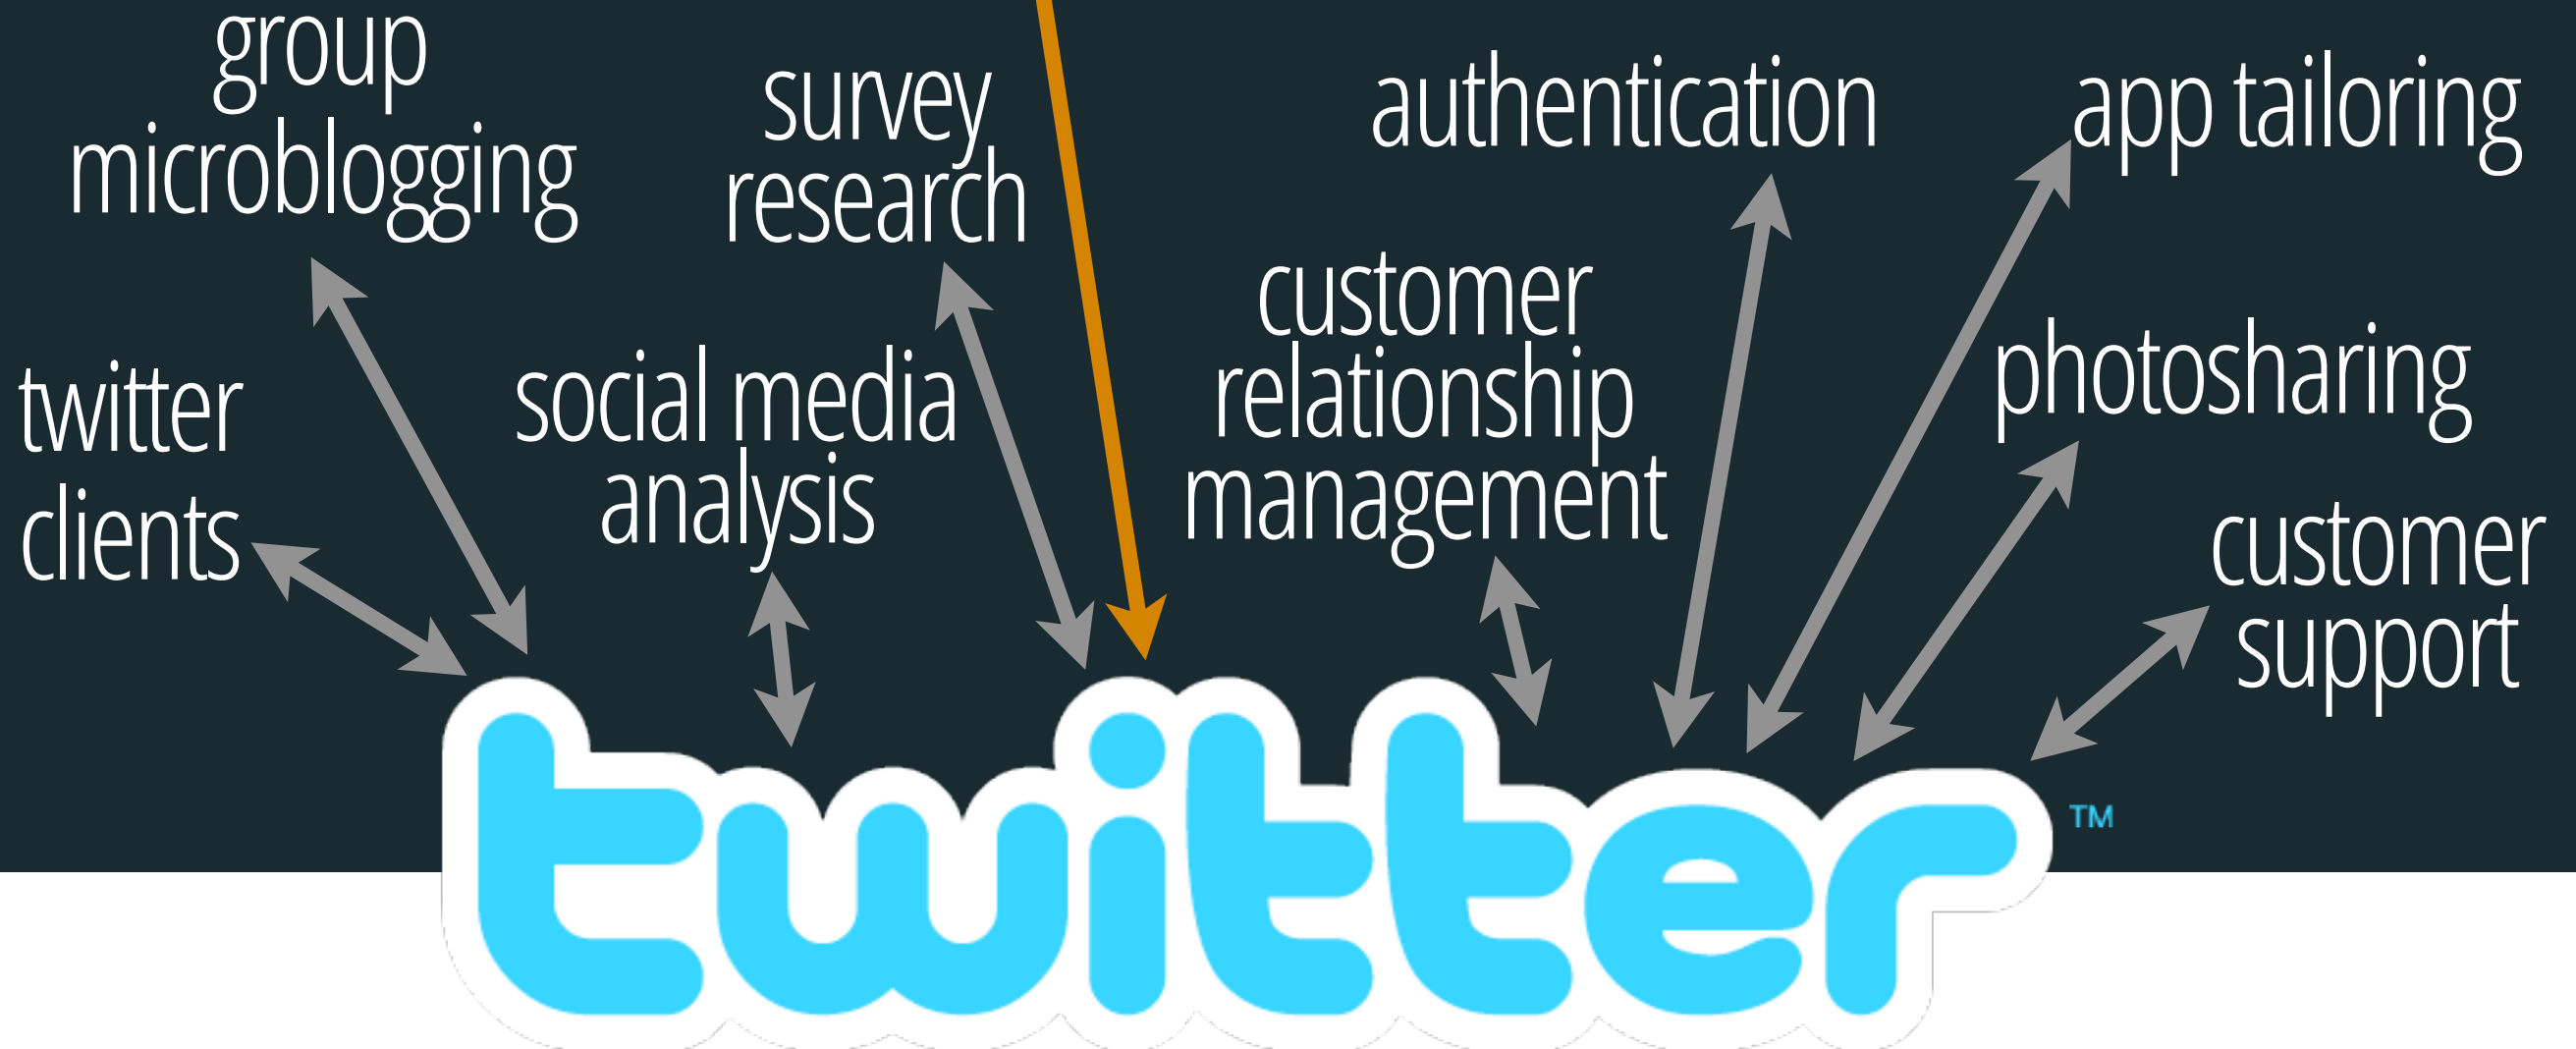 group
microblogging
survey
research
authentication
app tailoring
customer
relationship
management
twitter
clients
social media
analysis
photosharing
customer
support
twitter
TM